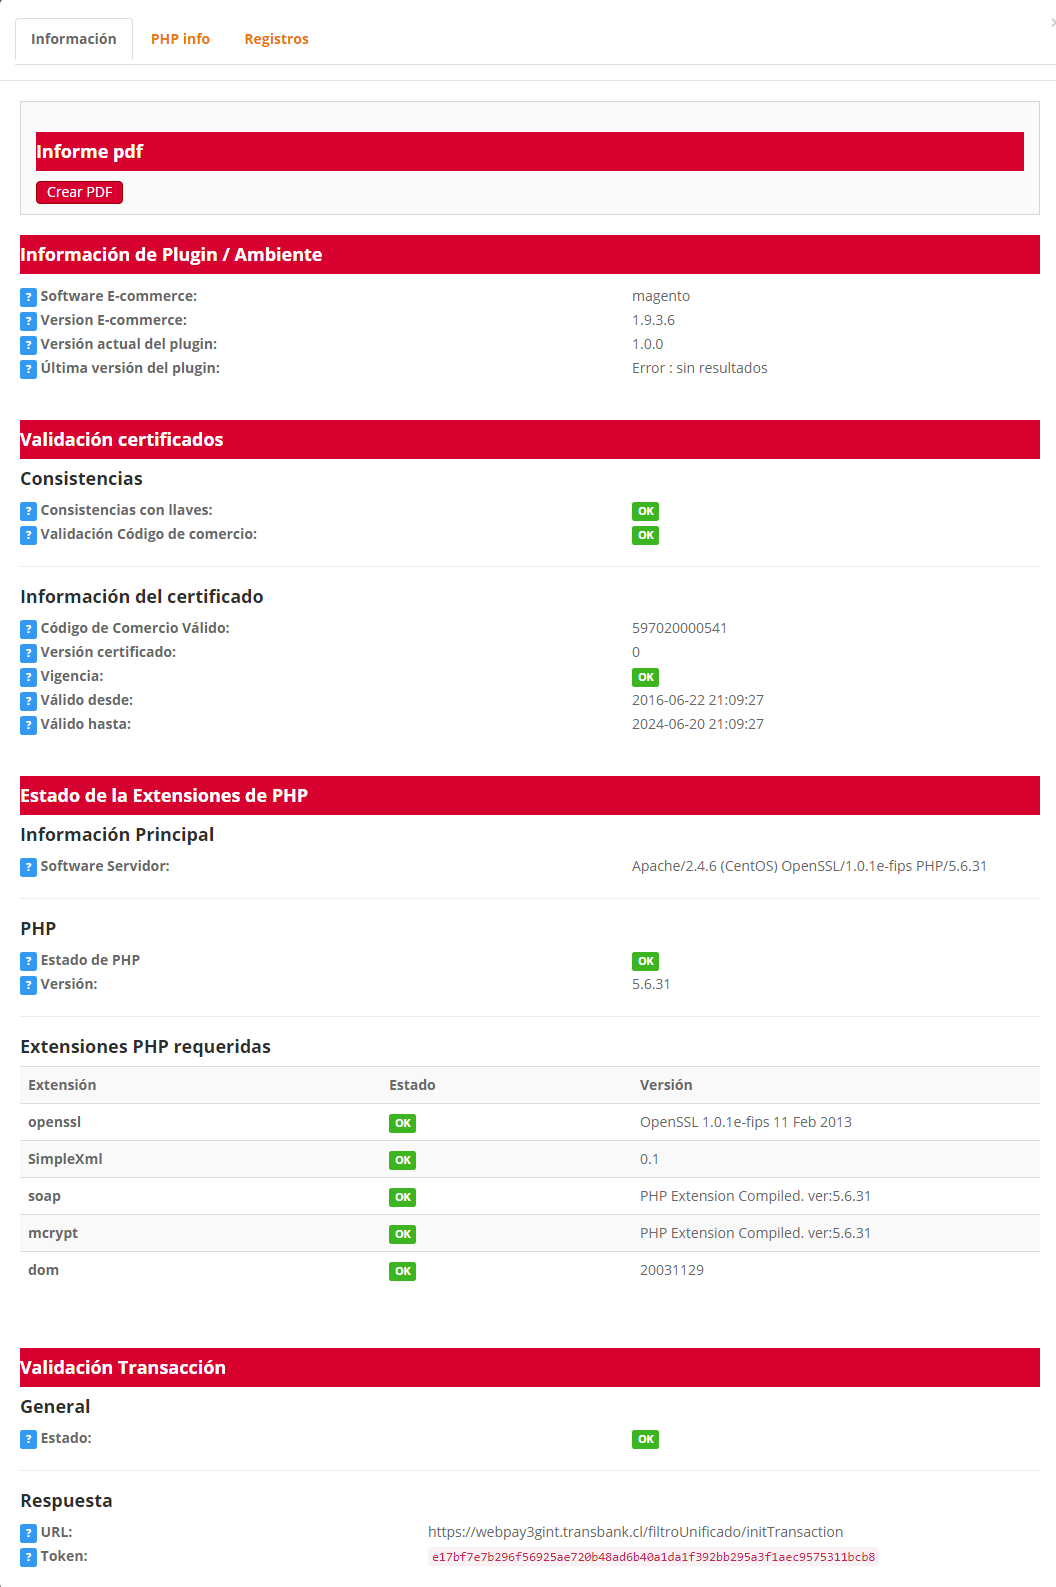 Información PHP info Registros
Informe pdf
Crear PDF
Información de Plugin / Ambiente
? Software E-commerce: magento
? Version E-commerce: 1.9.3.6
? Versión actual del plugin: 1.0.0
? Última versión del plugin: Error : sin resultados
Validación certificados
Consistencias
? Consistencias con llaves: OK
? Validación Código de comercio: OK
Información del certificado
? Código de Comercio Válido: 597020000541
? Versión certificado: 0
? Vigencia: OK
? Válido desde: 2016-06-22 21:09:27
? Válido hasta: 2024-06-20 21:09:27
Estado de la Extensiones de PHP
Información Principal
? Software Servidor: Apache/2.4.6 (CentOS) OpenSSL/1.0.1e-fips PHP/5.6.31
PHP
? Estado de PHP OK
? Versión: 5.6.31
Extensiones PHP requeridas
Extensión Estado Versión
openssl OK OpenSSL 1.0.1e-fips 11 Feb 2013
SimpleXml OK 0.1
soap OK PHP Extension Compiled. ver:5.6.31
mcrypt OK PHP Extension Compiled. ver:5.6.31
dom OK 20031129
Validación Transacción
General
? Estado: OK
Respuesta
? URL: https://webpay3gint.transbank.cl/filtroUnificado/initTransaction
? Token: e17bf7e7b296f56925ae720b48ad6b40a1da1f392bb295a3f1aec9575311bcb8